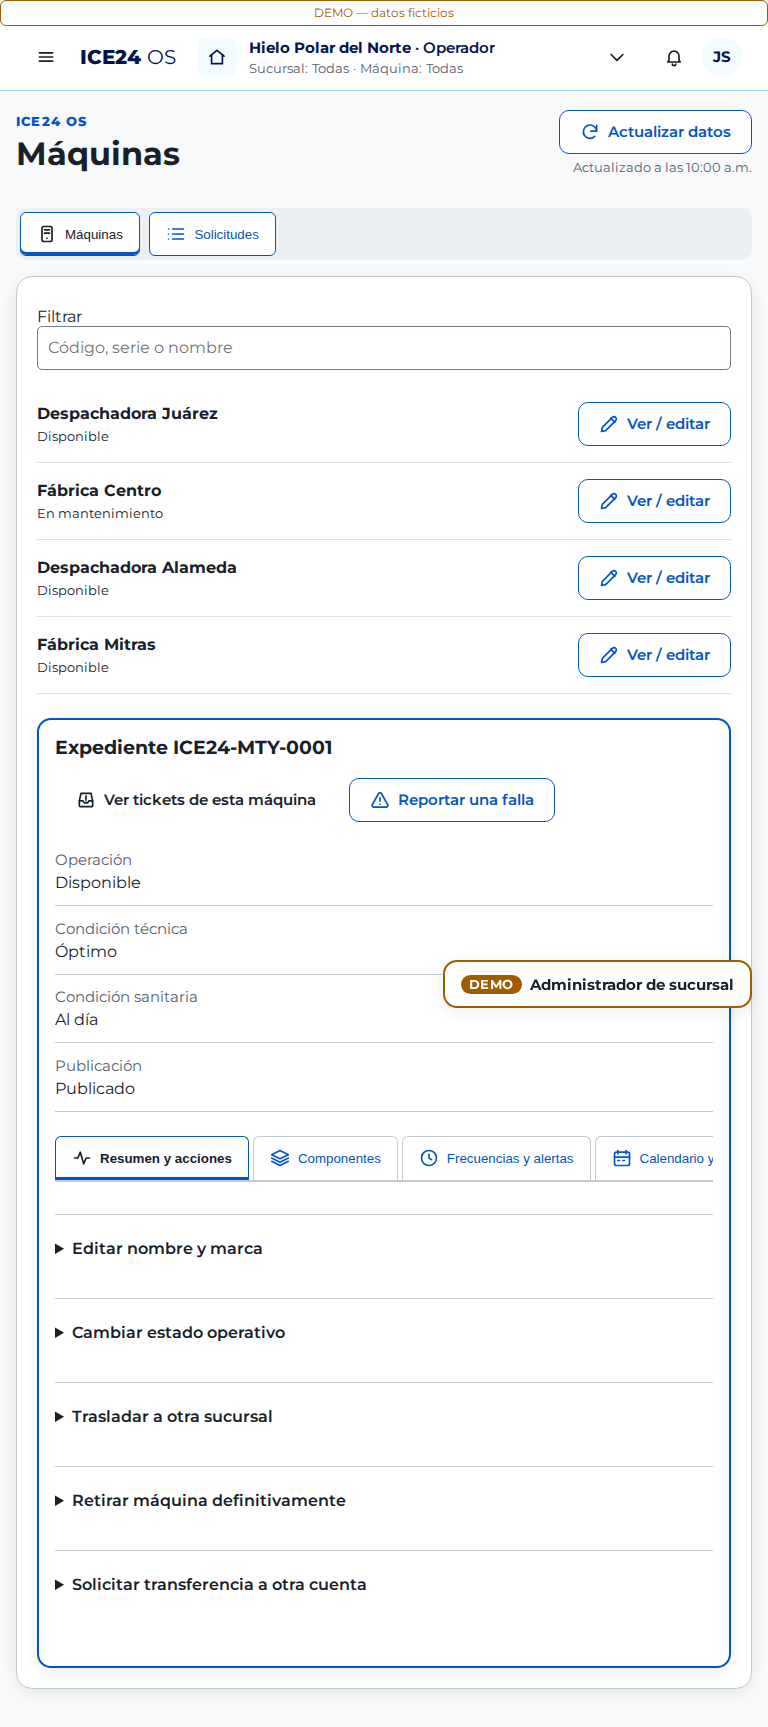 DEMO — datos ficticios
ICE24 OS
Hielo Polar del Norte · Operador
Sucursal: Todas · Máquina: Todas
JS
ICE24 OS
Máquinas
Actualizar datos
Actualizado a las 10:00 a.m.
Máquinas
Solicitudes
Filtrar
Código, serie o nombre
Despachadora Juárez
Disponible
Ver / editar
Fábrica Centro
En mantenimiento
Ver / editar
Despachadora Alameda
Disponible
Ver / editar
Fábrica Mitras
Disponible
Ver / editar
Expediente ICE24-MTY-0001
Ver tickets de esta máquina
Reportar una falla
Operación
Disponible
Condición técnica
Óptimo
DEMO Administrador de sucursal
Condición sanitaria
Al día
Publicación
Publicado
Resumen y acciones
Componentes
Frecuencias y alertas
Calendario y
Editar nombre y marca
Cambiar estado operativo
Trasladar a otra sucursal
Retirar máquina definitivamente
Solicitar transferencia a otra cuenta